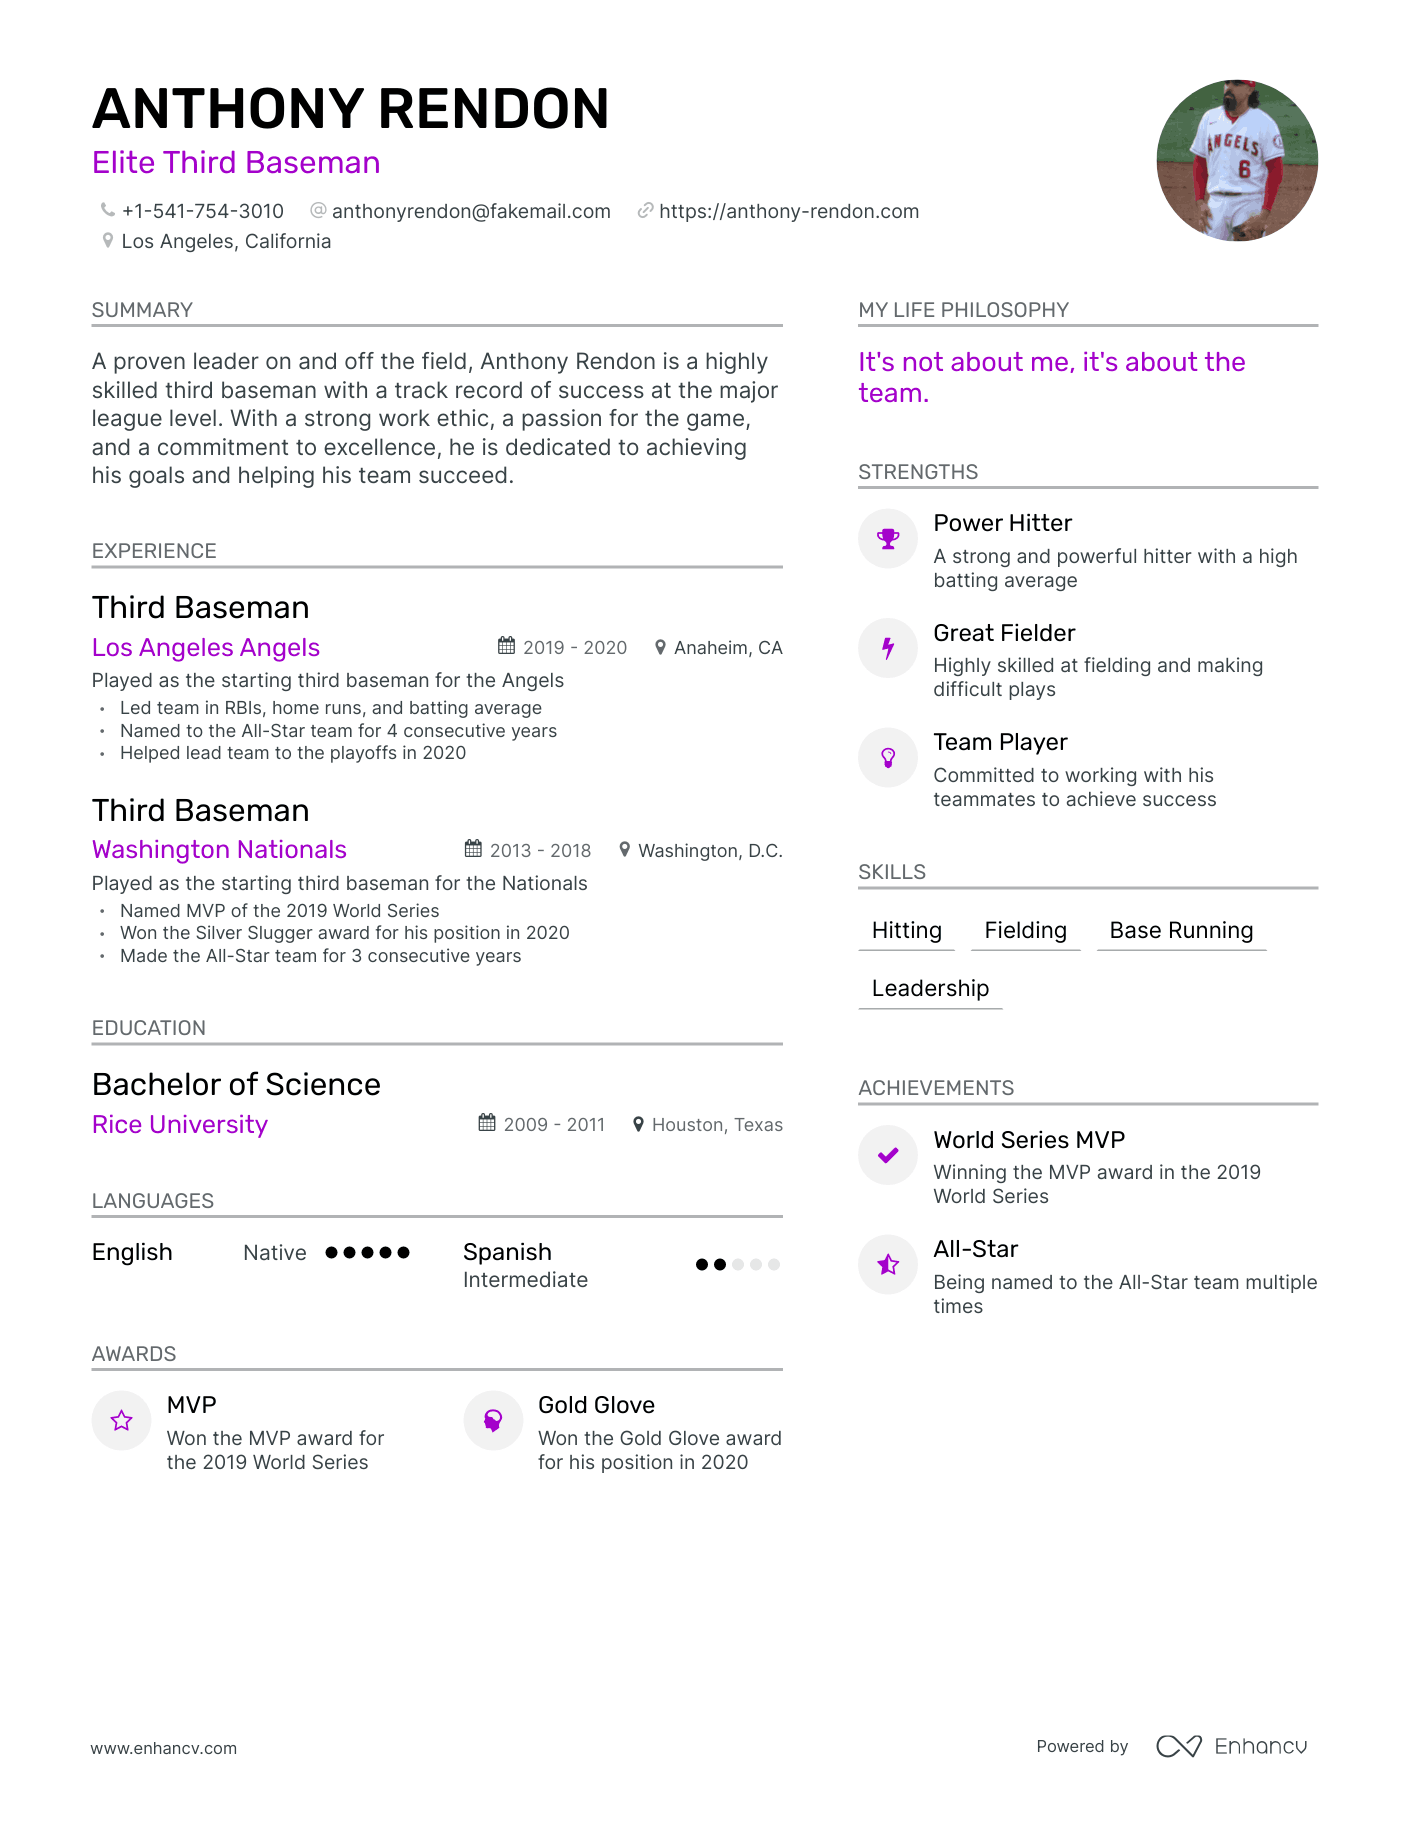 ANTHONY RENDON
Elite Third Baseman
+1-541-754-3010 @ anthonyrendon@fakemail.com https://anthony-rendon.com
Los Angeles, California
ANGELS
6
SUMMARY
A proven leader on and off the field, Anthony Rendon is a highly
skilled third baseman with a track record of success at the major
league level. With a strong work ethic, a passion for the game,
and a commitment to excellence, he is dedicated to achieving
his goals and helping his team succeed.
EXPERIENCE
Third Baseman
Los Angeles Angels 2019 - 2020 Anaheim, CA
Played as the starting third baseman for the Angels
• Led team in RBIs, home runs, and batting average
• Named to the All-Star team for 4 consecutive years
• Helped lead team to the playoffs in 2020
Third Baseman
Washington Nationals 2013 - 2018 Washington, D.C.
Played as the starting third baseman for the Nationals
• Named MVP of the 2019 World Series
• Won the Silver Slugger award for his position in 2020
• Made the All-Star team for 3 consecutive years
EDUCATION
Bachelor of Science
Rice University 2009 - 2011 Houston, Texas
LANGUAGES
English Native
Spanish
Intermediate
AWARDS
MVP
Won the MVP award for
the 2019 World Series
Gold Glove
Won the Gold Glove award
for his position in 2020
MY LIFE PHILOSOPHY
It's not about me, it's about the
team.
STRENGTHS
Power Hitter
A strong and powerful hitter with a high
batting average
Great Fielder
Highly skilled at fielding and making
difficult plays
Team Player
Committed to working with his
teammates to achieve success
SKILLS
Hitting Fielding Base Running
Leadership
ACHIEVEMENTS
World Series MVP
Winning the MVP award in the 2019
World Series
All-Star
Being named to the All-Star team multiple
times
www.enhancv.com
Powered by Enhancv